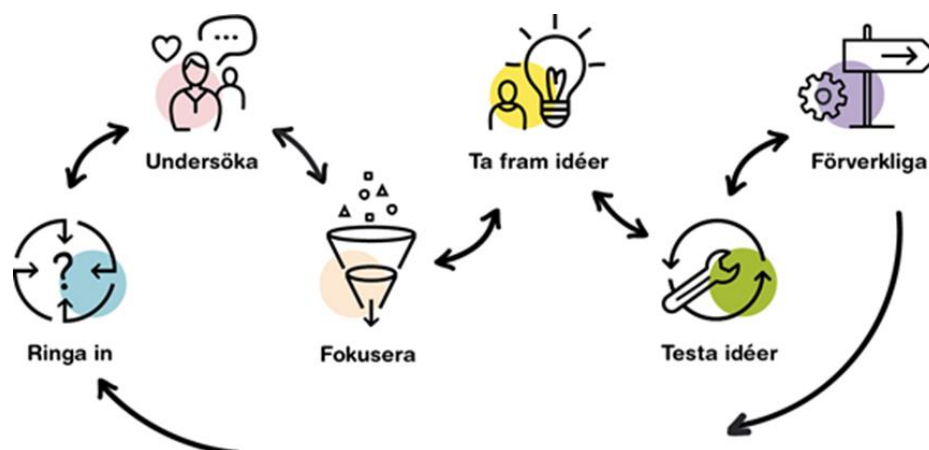 Undersöka
Ta fram idéer
Förverkliga
Ringa in
?
Fokusera
Testa idéer